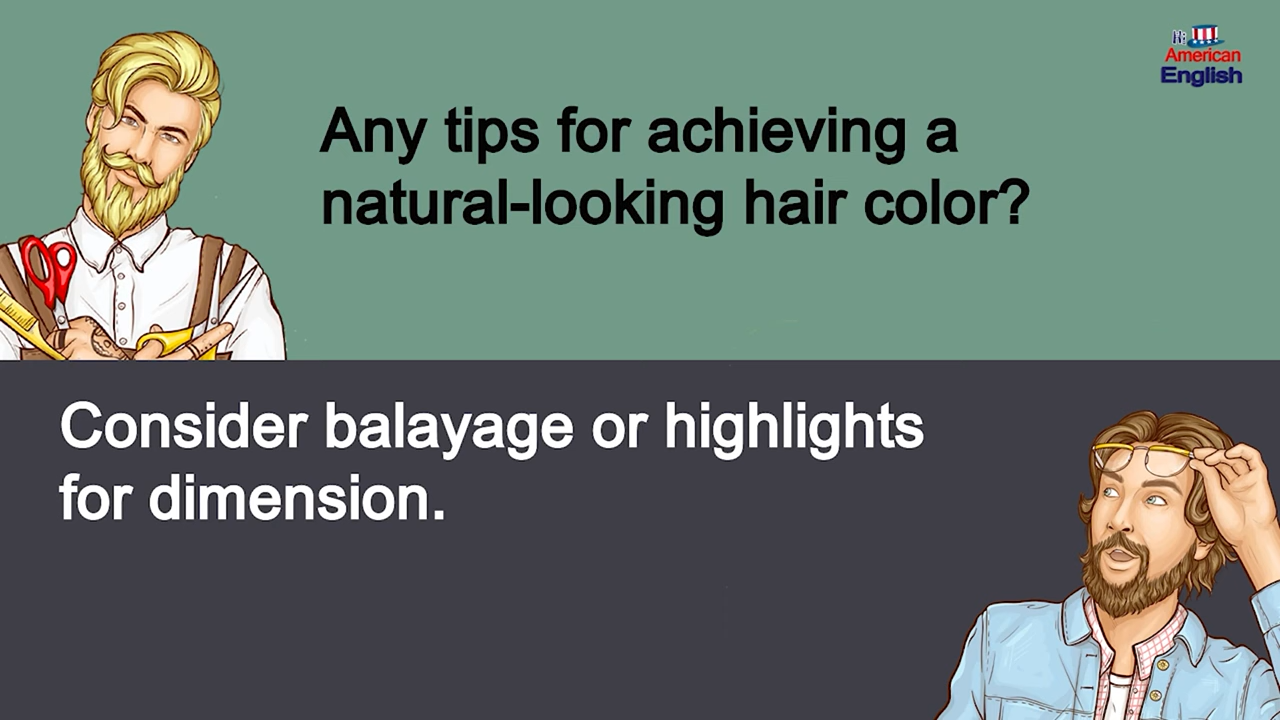 American
English
Any tips for achieving a
natural-looking hair color?
Consider balayage or highlights
for dimension.